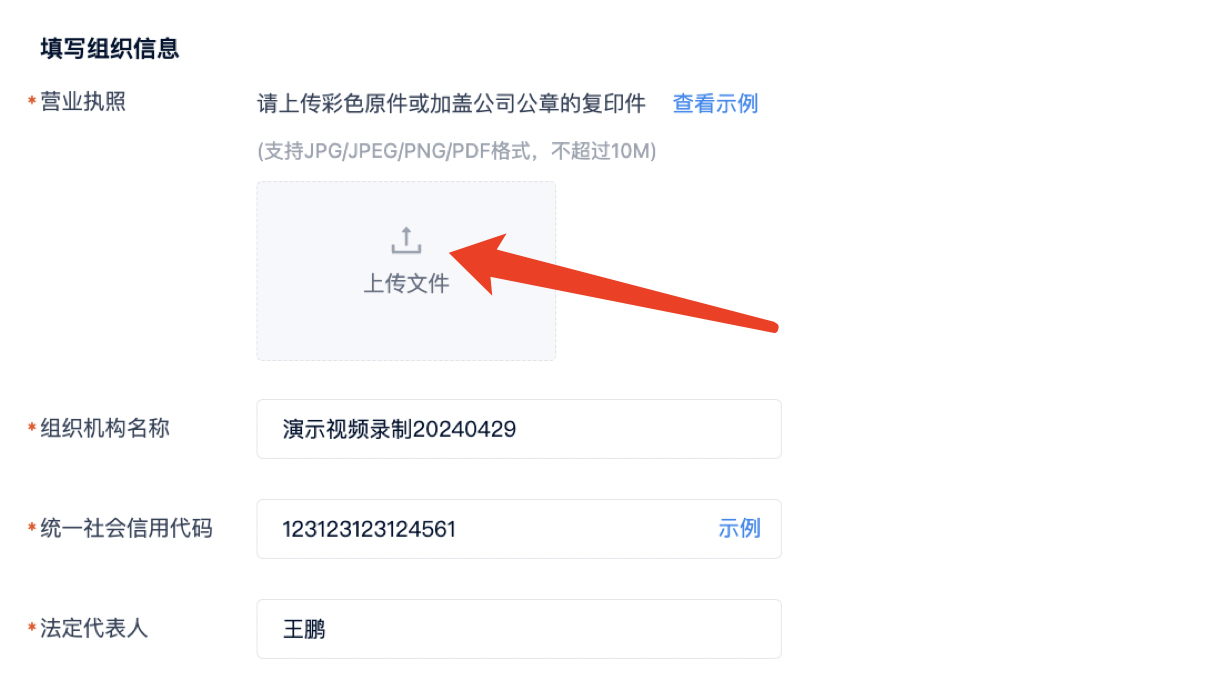 填写组织信息
*营业执照
请上传彩色原件或加盖公司公章的复印件 查看示例
(支持JPG/JPEG/PNG/PDF格式，不超过10M)
上传文件
*组织机构名称 演示视频录制20240429
*统一社会信用代码 123123123124561 示例
*法定代表人 王鹏